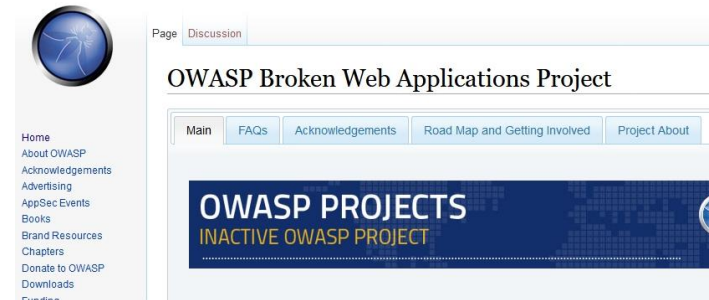 Page Discussion
OWASP Broken Web Applications Project
Main FAQs Acknowledgements Road Map and Getting Involved Project About
OWASP PROJECTS
INACTIVE OWASP PROJECT
Home
About OWASP
Acknowledgements
Advertising
AppSec Events
Books
Brand Resources
Chapters
Donate to OWASP
Downloads
Funding